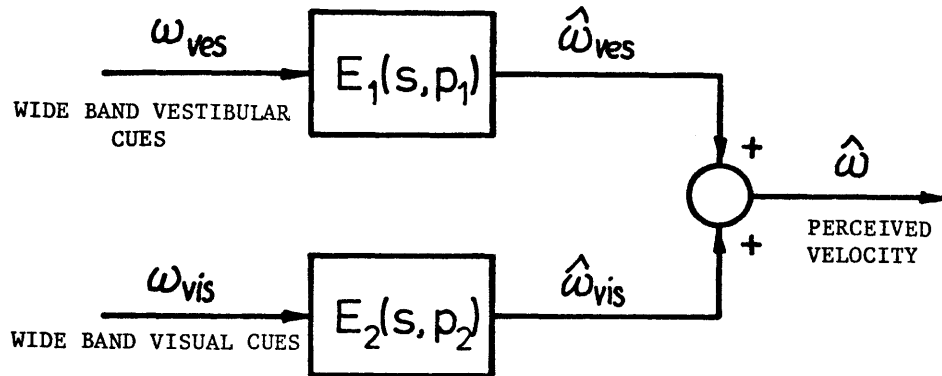 ω_ves
WIDE BAND VESTIBULAR
CUES
E₁(s,p₁)
ω̂_ves
+
ω̂
PERCEIVED
VELOCITY
+
ω_vis
WIDE BAND VISUAL CUES
E₂(s,p₂)
ω̂_vis